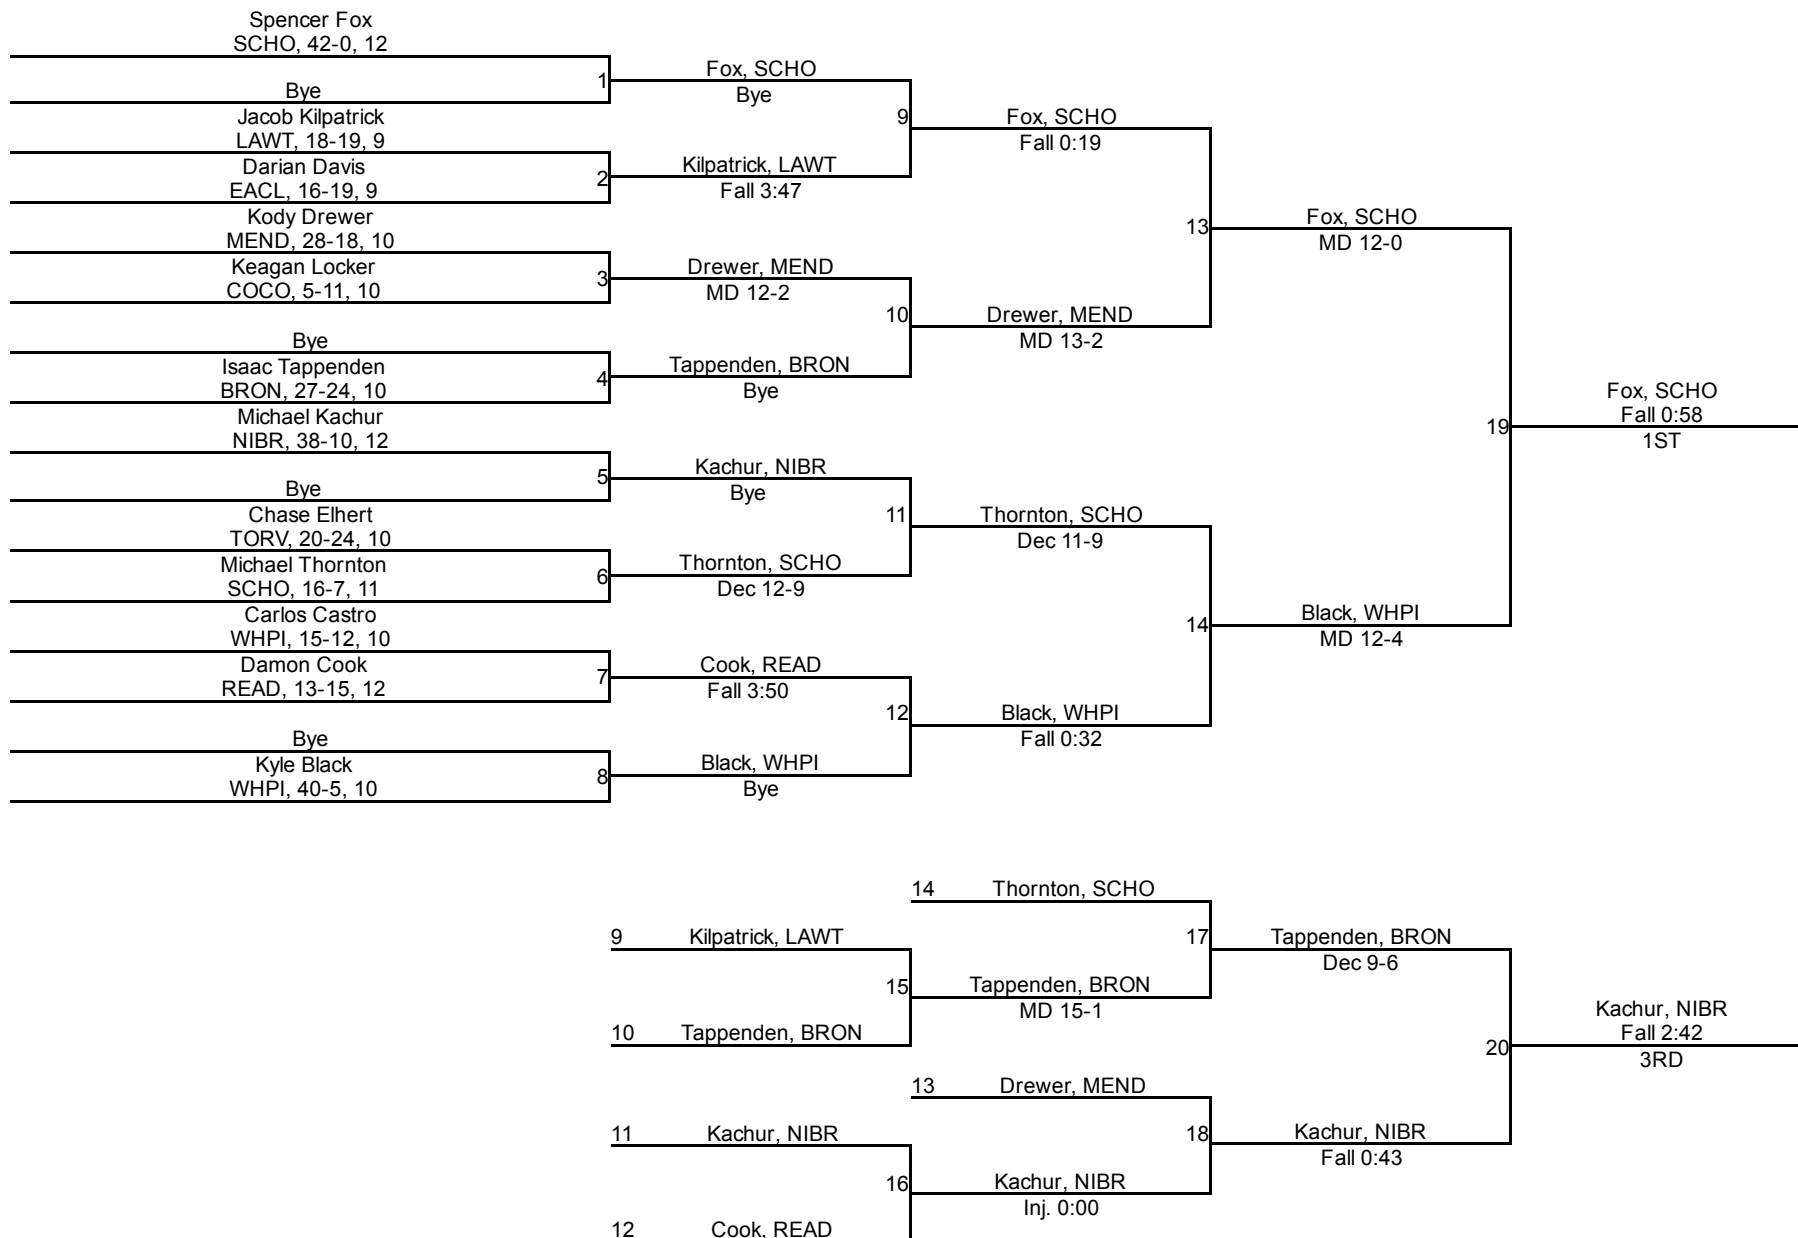 Spencer Fox
SCHO, 42-0, 12
Bye
1
Jacob Kilpatrick
LAWT, 18-19, 9
Darian Davis
EACL, 16-19, 9
2
Kody Drewer
MEND, 28-18, 10
Keagan Locker
COCO, 5-11, 10
3
Bye
Isaac Tappenden
BRON, 27-24, 10
4
Michael Kachur
NIBR, 38-10, 12
Bye
5
Chase Elhert
TORV, 20-24, 10
Michael Thornton
SCHO, 16-7, 11
6
Carlos Castro
WHPI, 15-12, 10
Damon Cook
READ, 13-15, 12
7
Bye
Kyle Black
WHPI, 40-5, 10
8
Fox, SCHO
Bye
9
Kilpatrick, LAWT
Fall 3:47
Drewer, MEND
MD 12-2
10
Tappenden, BRON
Bye
Kachur, NIBR
Bye
11
Thornton, SCHO
Dec 12-9
Cook, READ
Fall 3:50
12
Black, WHPI
Bye
Fox, SCHO
Fall 0:19
13
Drewer, MEND
MD 13-2
Thornton, SCHO
Dec 11-9
14
Black, WHPI
Fall 0:32
Fox, SCHO
MD 12-0
19
Black, WHPI
MD 12-4
Fox, SCHO
Fall 0:58
1ST
14 Thornton, SCHO
9 Kilpatrick, LAWT
17
15
Tappenden, BRON
MD 15-1
10 Tappenden, BRON
Tappenden, BRON
Dec 9-6
13 Drewer, MEND
11 Kachur, NIBR
18
16
Kachur, NIBR
Inj. 0:00
12 Cook, READ
Kachur, NIBR
Fall 0:43
20
Kachur, NIBR
Fall 2:42
3RD